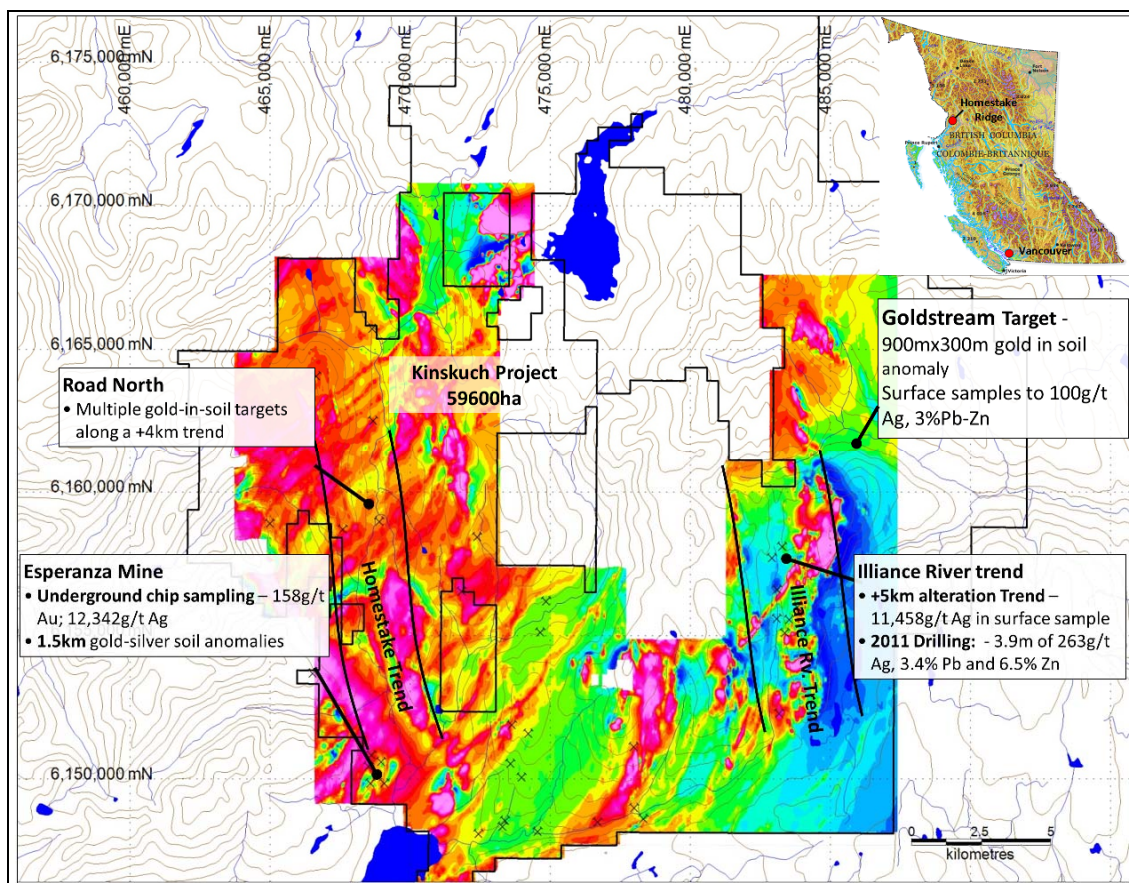 460,000 mE
465,000 mE
470,000 mE
475,000 mE
480,000 mE
485,000 mE
6,175,000 mN
6,170,000 mN
6,165,000 mN
6,160,000 mN
6,150,000 mN
Homestake
Ridge
BRITISH COLUMBIA
COLOMBIE-BRITANNIQUE
Vancouver
Victoria
Kinskuch Project
59600ha
Road North
• Multiple gold-in-soil targets
along a +4km trend
Goldstream Target -
900mx300m gold in soil
anomaly
Surface samples to 100g/t
Ag, 3%Pb-Zn
Esperanza Mine
• Underground chip sampling – 158g/t
Au; 12,342g/t Ag
• 1.5km gold-silver soil anomalies
Homestake Trend
Illiance Rv. Trend
Illiance River trend
• +5km alteration Trend –
11,458g/t Ag in surface sample
• 2011 Drilling: - 3.9m of 263g/t
Ag, 3.4% Pb and 6.5% Zn
0 2.5 5
kilometres